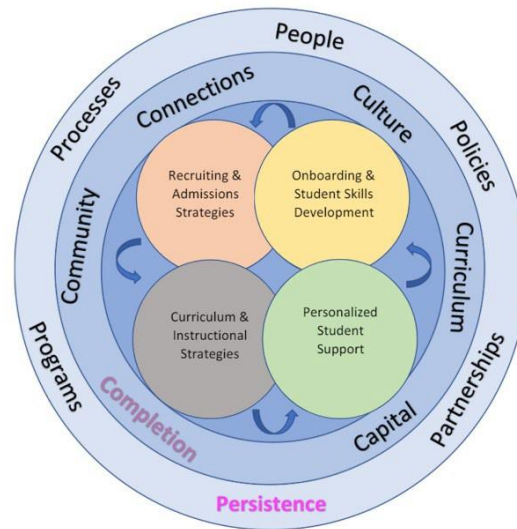 People
Processes
Policies
Connections
Culture
Recruiting &
Admissions
Strategies
Onboarding &
Student Skills
Development
Community
Curriculum
Curriculum &
Instructional
Strategies
Personalized
Student
Support
Programs
Partnerships
Completion
Capital
Persistence